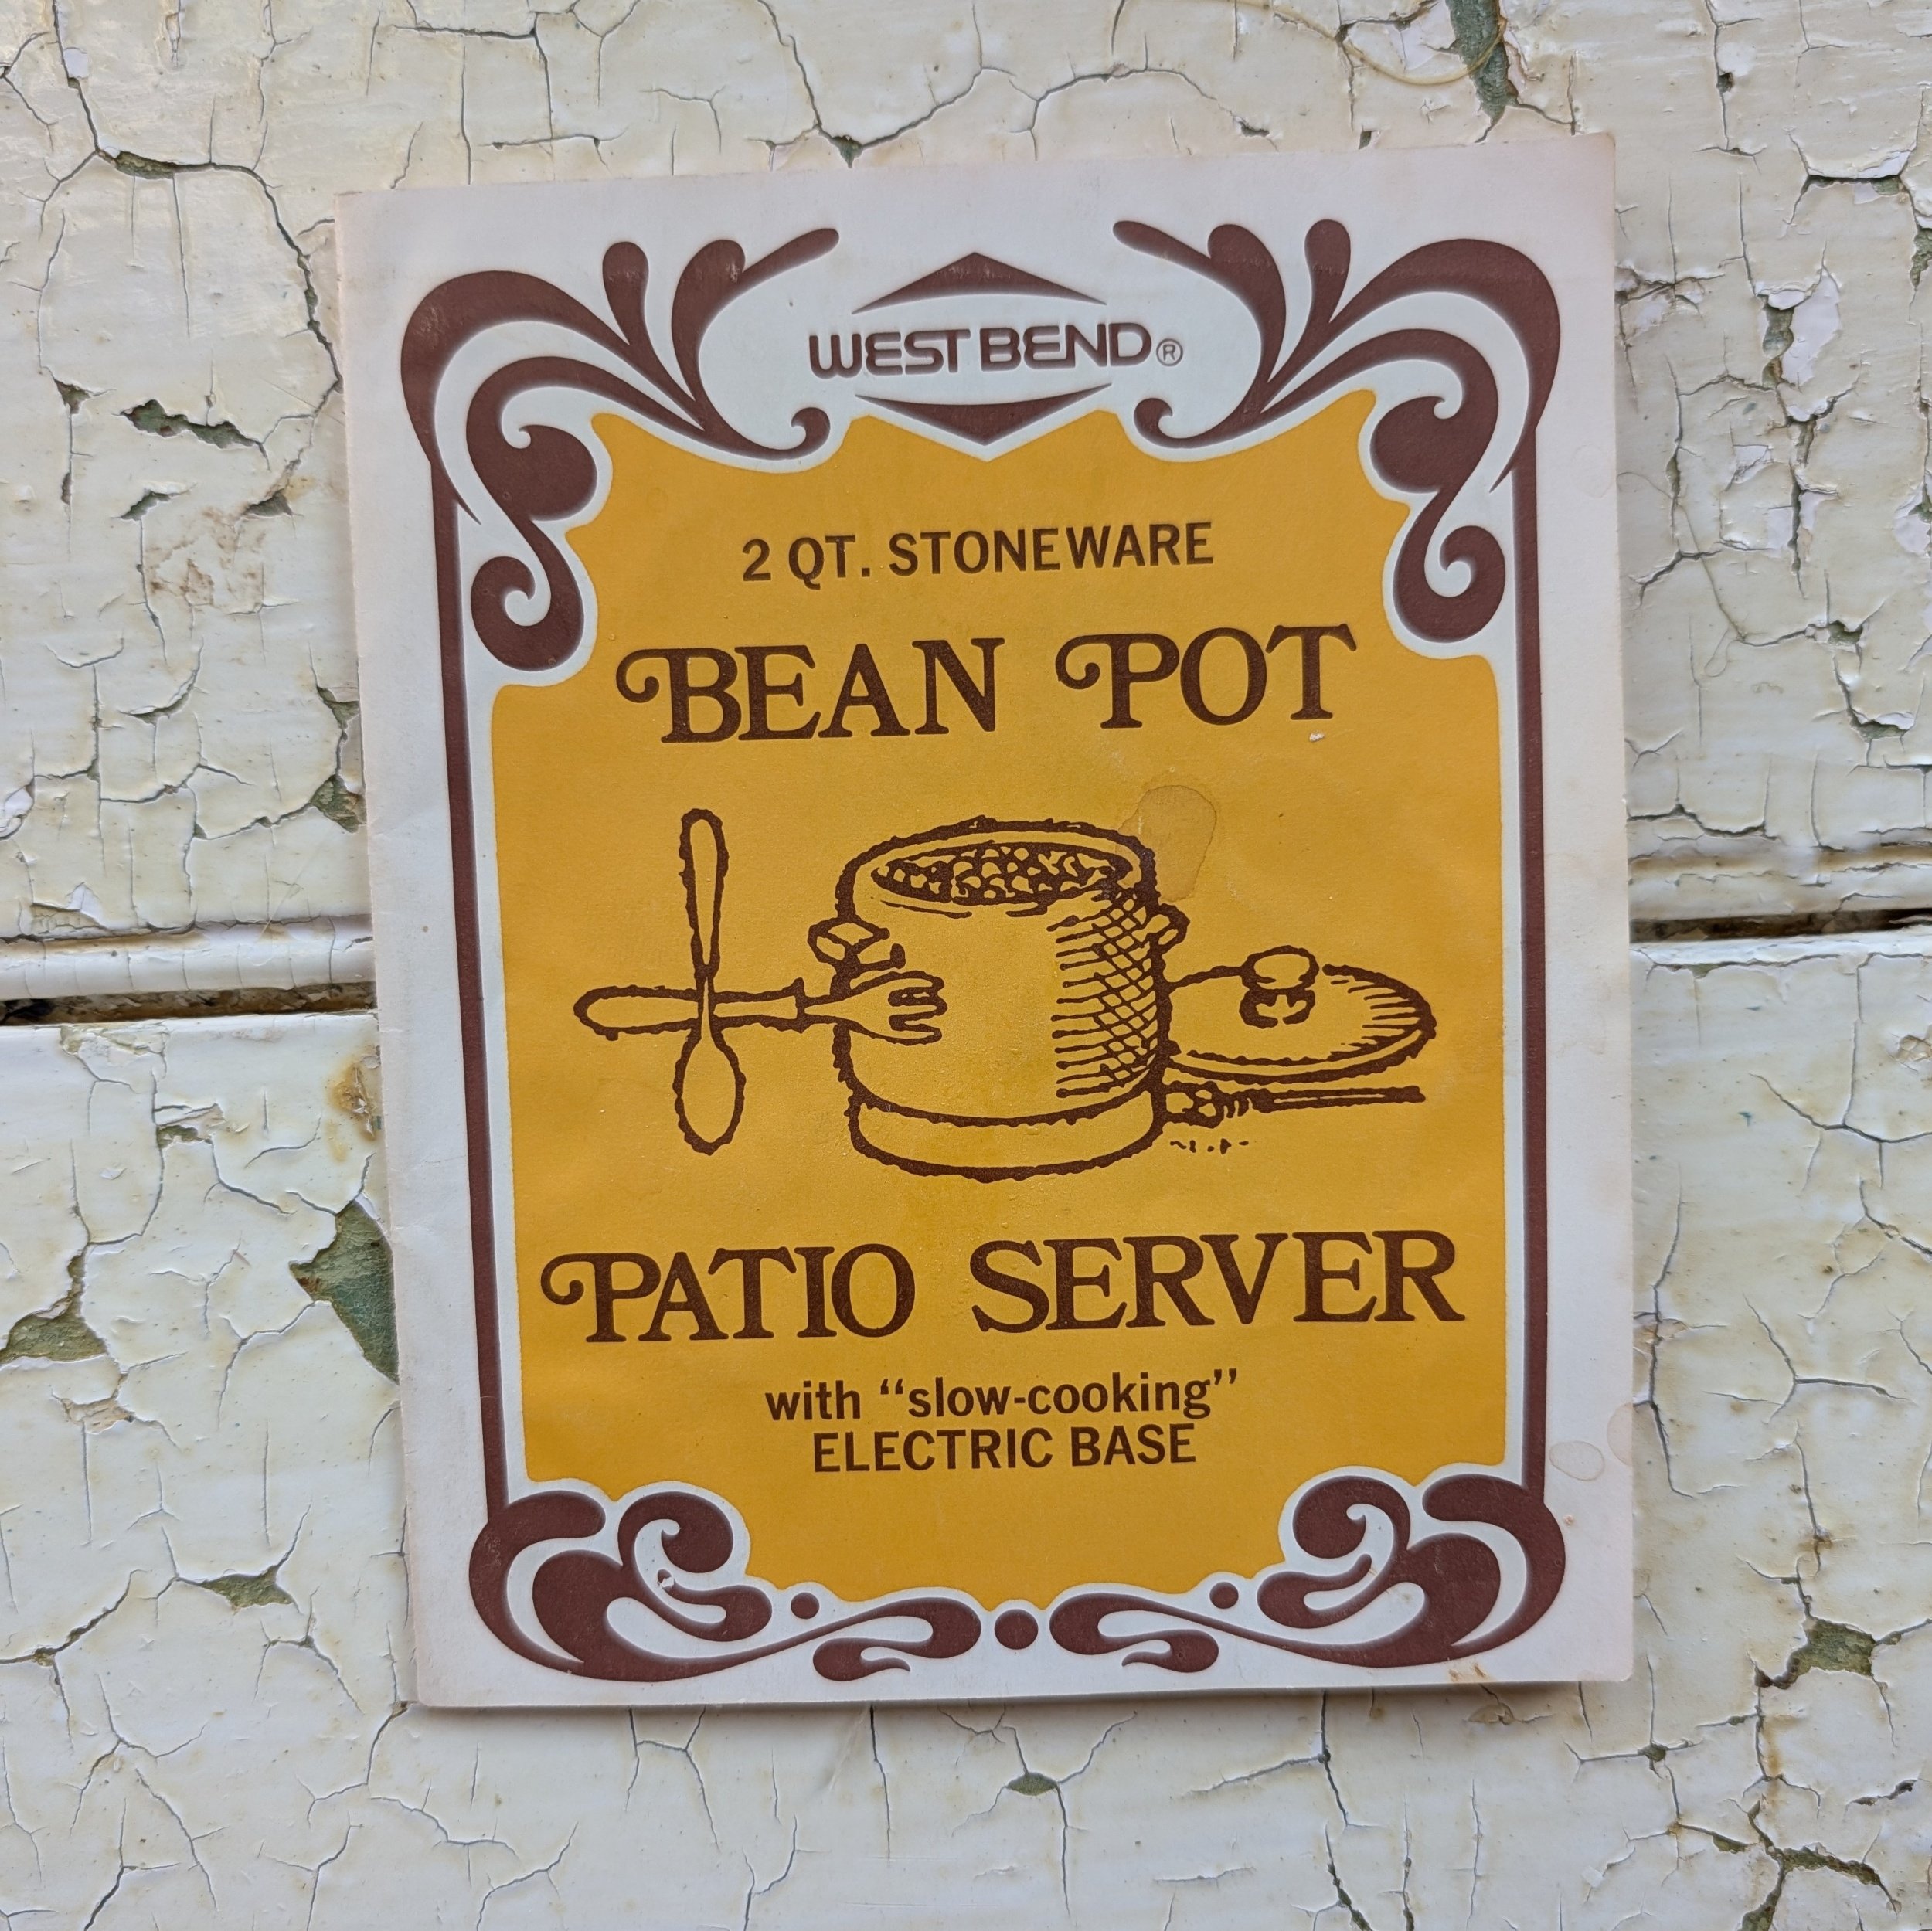 WEST BEND®
2 QT. STONEWARE
BEAN POT
PATIO SERVER
with “slow-cooking”
ELECTRIC BASE